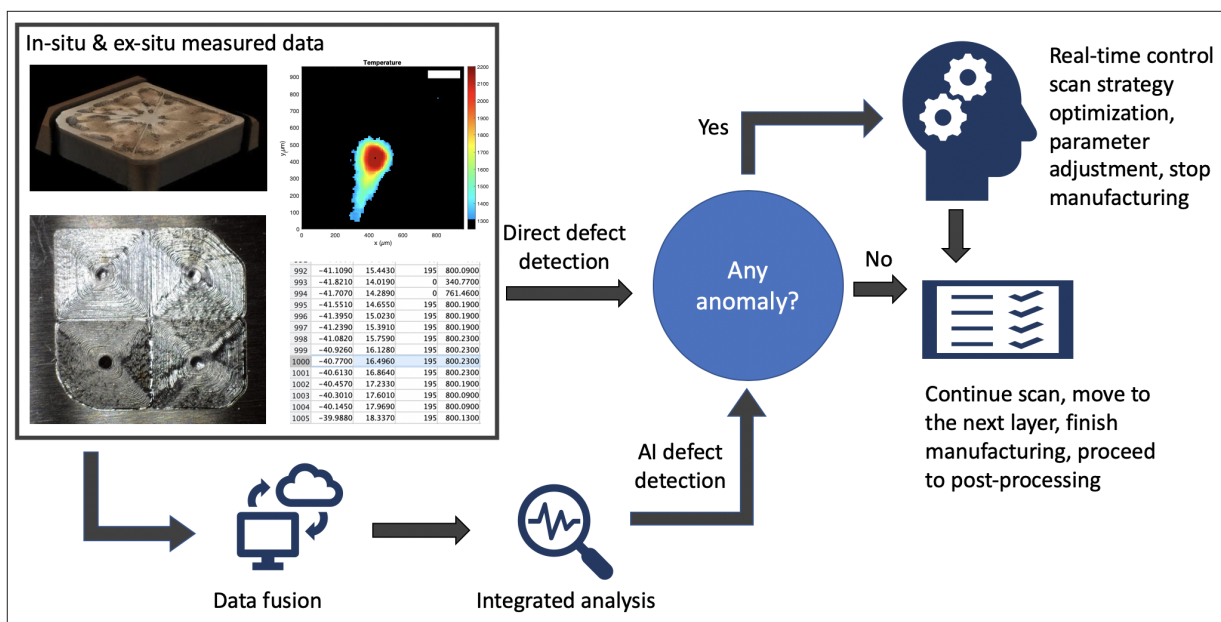 In-situ & ex-situ measured data
Temperature
y(μm)
800
700
600
500
400
300
200
100
0
0 200 400 600 800
x (μm)
2200
2100
2000
1900
1800
1700
1600
1500
1400
1300
992 −41.1090 15.4430 195 800.0900
993 −41.8210 14.0190 0 340.7700
994 −41.7070 14.2890 0 761.4600
995 −41.5510 14.6550 195 800.1900
996 −41.3950 15.0230 195 800.1900
997 −41.2390 15.3910 195 800.1900
998 −41.0820 15.7590 195 800.2300
999 −40.9260 16.1280 195 800.2300
1000 −40.7700 16.4960 195 800.2300
1001 −40.6130 16.8640 195 800.2300
1002 −40.4570 17.2330 195 800.1900
1003 −40.3010 17.6010 195 800.0900
1004 −40.1450 17.9690 195 800.0900
1005 −39.9880 18.3370 195 800.1300
Direct defect
detection
Data fusion
Integrated analysis
AI defect
detection
Any
anomaly?
Yes
No
Real-time control
scan strategy
optimization,
parameter
adjustment, stop
manufacturing
Continue scan, move to
the next layer, finish
manufacturing, proceed
to post-processing